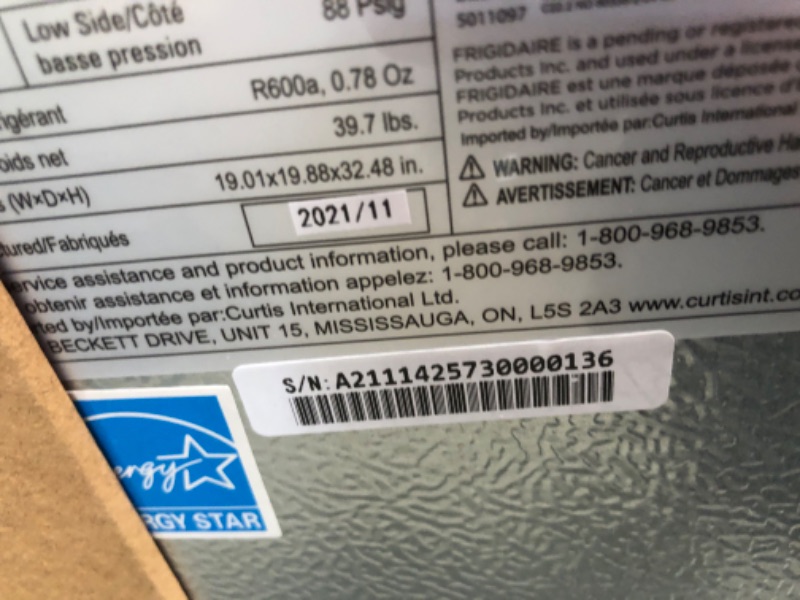 Low Side/Côté
basse pression
88 Psig
R600a, 0.78 Oz
net
39.7 lbs.
(W×D×H)
19.01x19.88x32.48 in.
2021/11
service assistance and product information, please call: 1-800-968-9853.
obtenir assistance et information appelez: 1-800-968-9853.
by/Importée par:Curtis International Ltd.
BECKETT DRIVE, UNIT 15, MISSISSAUGA, ON, L5S 2A3 www.curtisint.co
5011097
FRIGIDAIRE is a pending or registered
Products Inc. and used under a license
FRIGIDAIRE est une marque déposée
Products Inc. et utilisée sous licence d'
Imported by/Importée par:Curtis International
WARNING: Cancer and Reproductive Ha
AVERTISSEMENT: Cancer et Dommages
S/N: A2111425730000136
ENERGY STAR